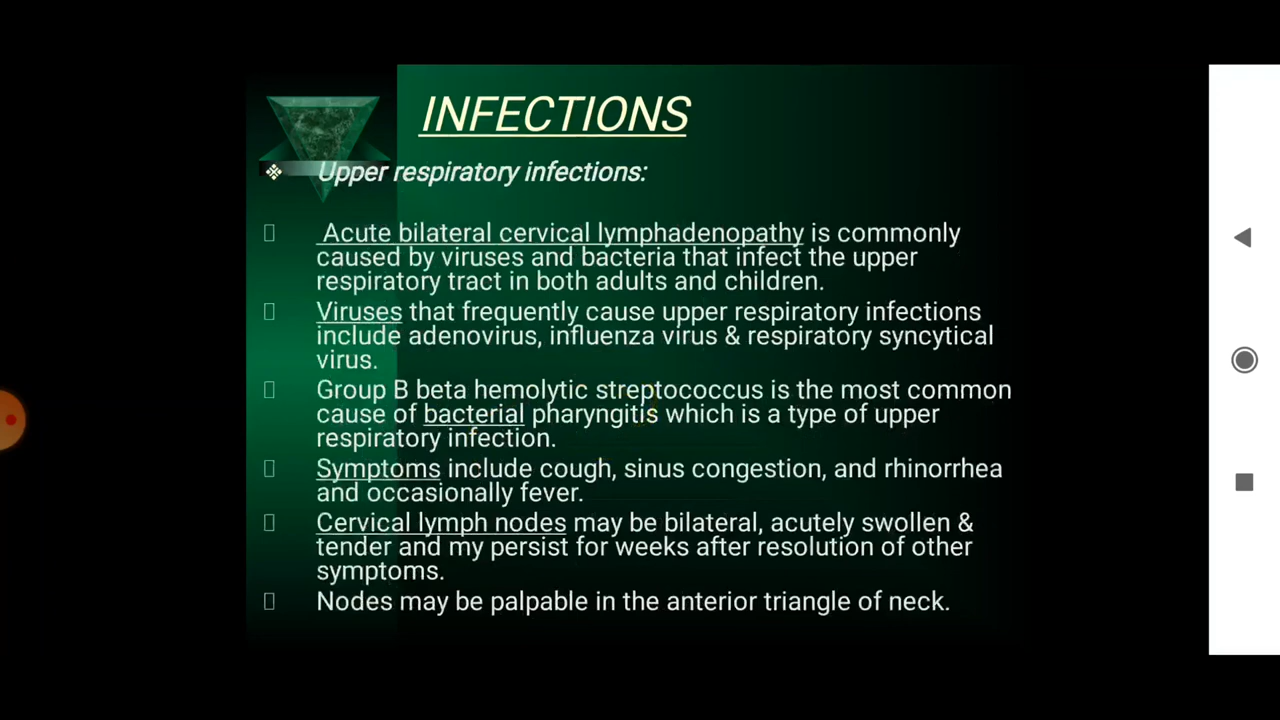 INFECTIONS
Upper respiratory infections:
Acute bilateral cervical lymphadenopathy is commonly
caused by viruses and bacteria that infect the upper
respiratory tract in both adults and children.
Viruses that frequently cause upper respiratory infections
include adenovirus, influenza virus & respiratory syncytical
virus.
Group B beta hemolytic streptococcus is the most common
cause of bacterial pharyngitis which is a type of upper
respiratory infection.
Symptoms include cough, sinus congestion, and rhinorrhea
and occasionally fever.
Cervical lymph nodes may be bilateral, acutely swollen &
tender and my persist for weeks after resolution of other
symptoms.
Nodes may be palpable in the anterior triangle of neck.